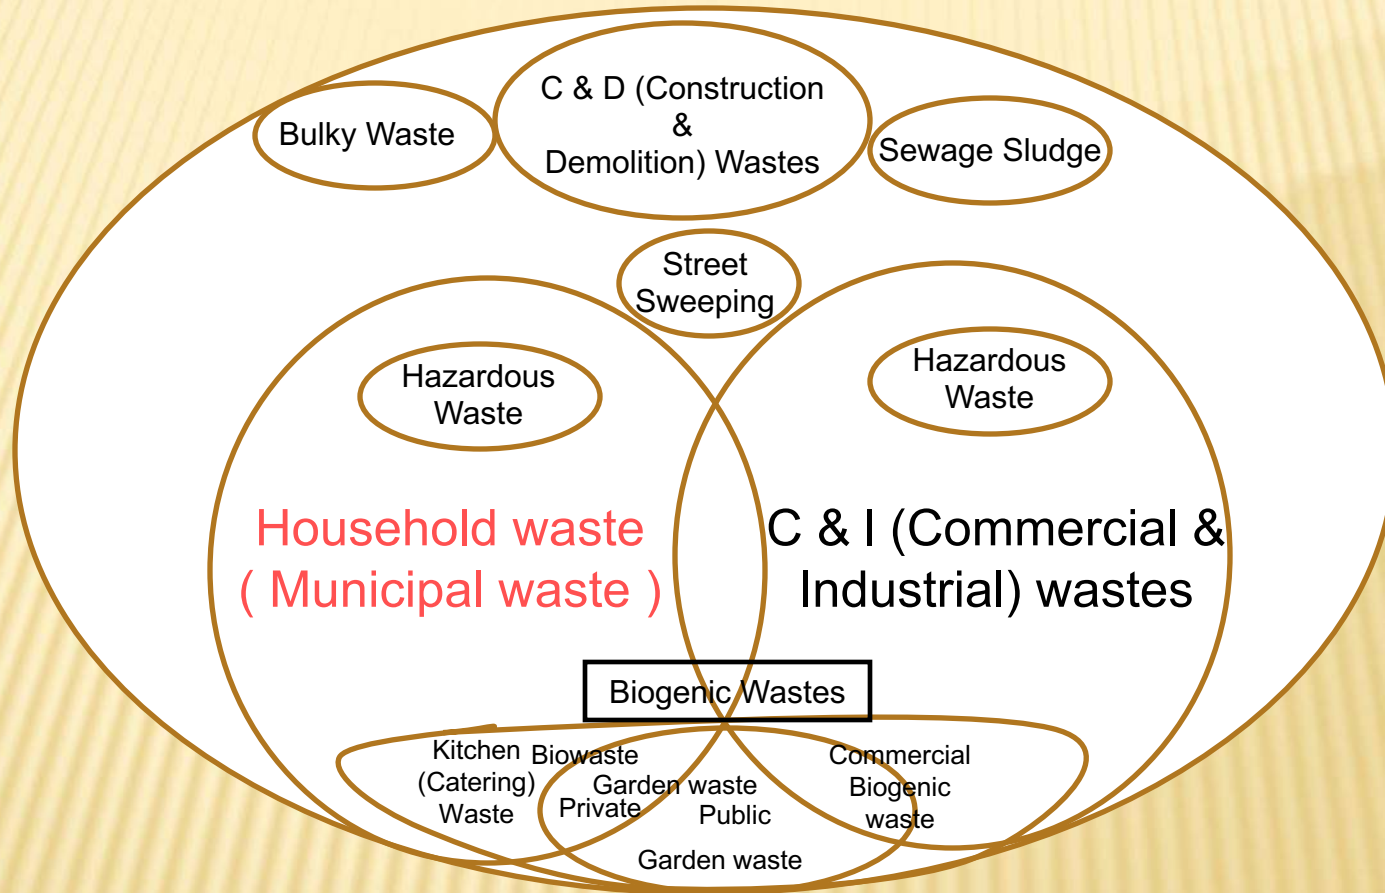 C & D (Construction
&
Demolition) Wastes
Bulky Waste
Sewage Sludge
Street
Sweeping
Hazardous
Waste
Hazardous
Waste
Household waste
( Municipal waste )
C & I (Commercial &
Industrial) wastes
Biogenic Wastes
Kitchen
(Catering)
Waste
Biowaste
Garden waste
Private
Public
Garden waste
Commercial
Biogenic
waste